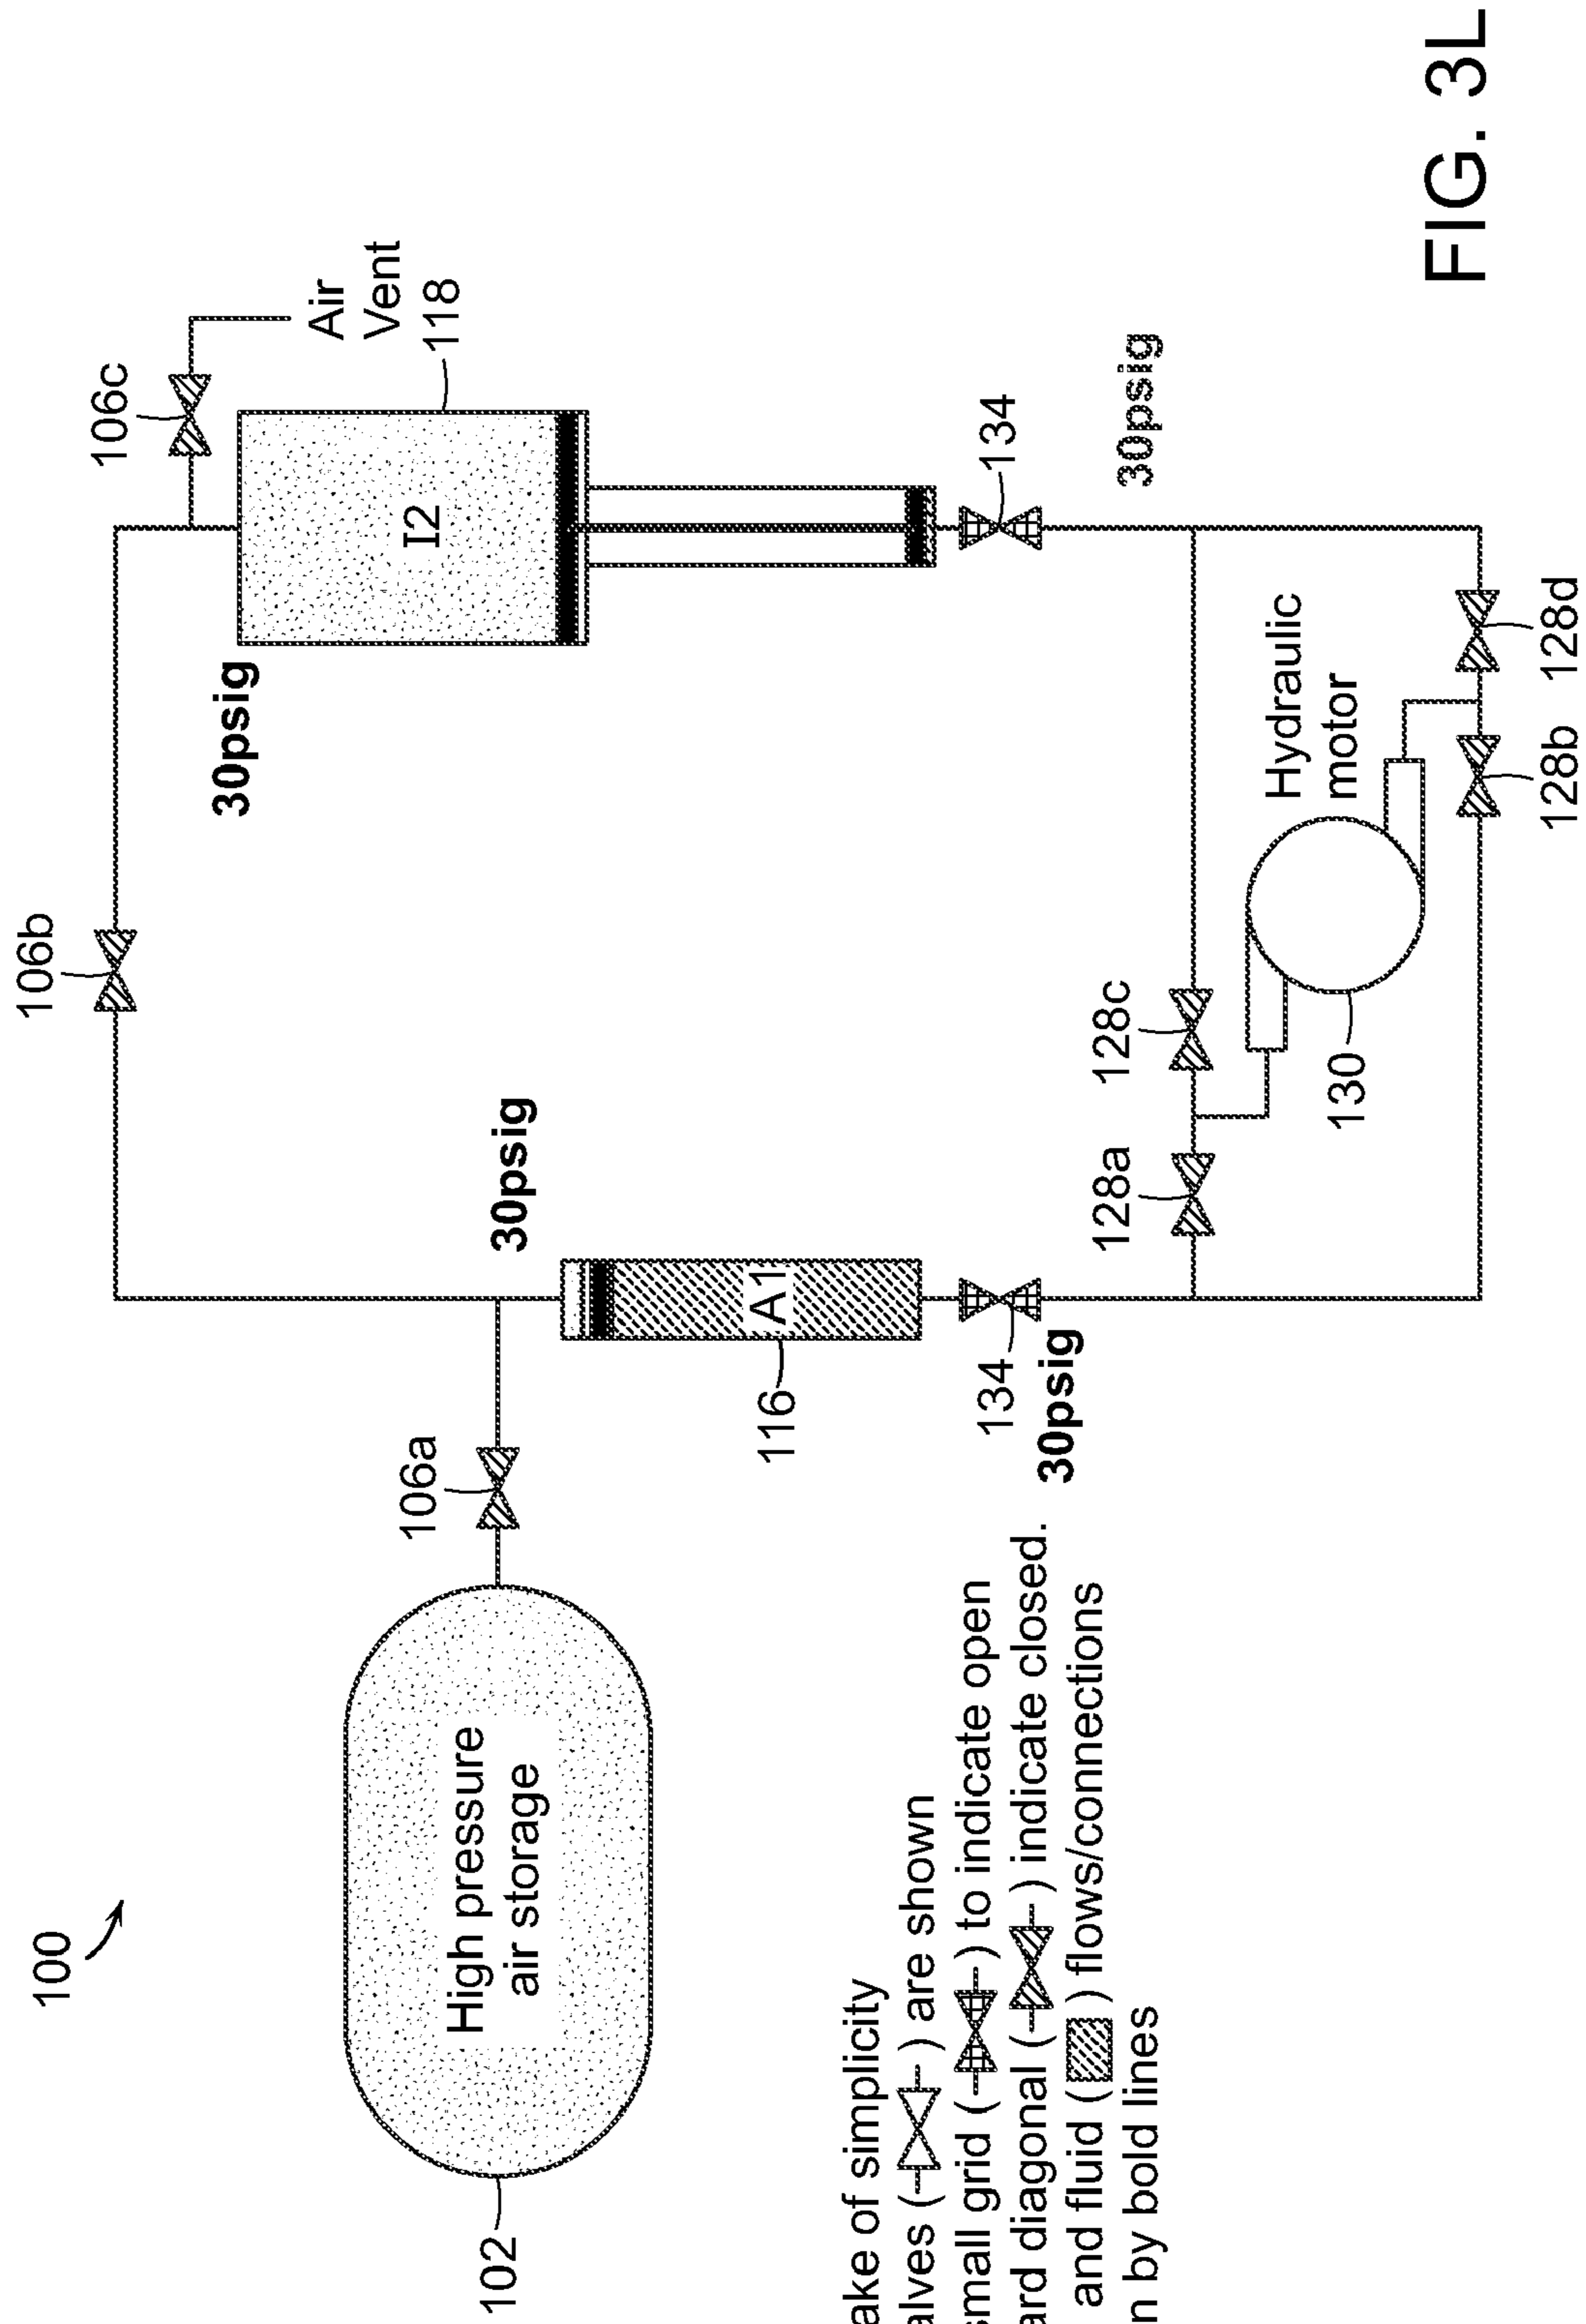 100
102
High pressure
air storage
106a
106b
106c
Air
Vent
118
I2
30psig
30psig
A1
116
134
30psig
134
30psig
128a
128c
Hydraulic
motor
130
128b
128d
ake of simplicity
alves ( ) are shown
small grid ( ) to indicate open
ard diagonal ( ) indicate closed.
and fluid ( ) flows/connections
n by bold lines
FIG. 3L